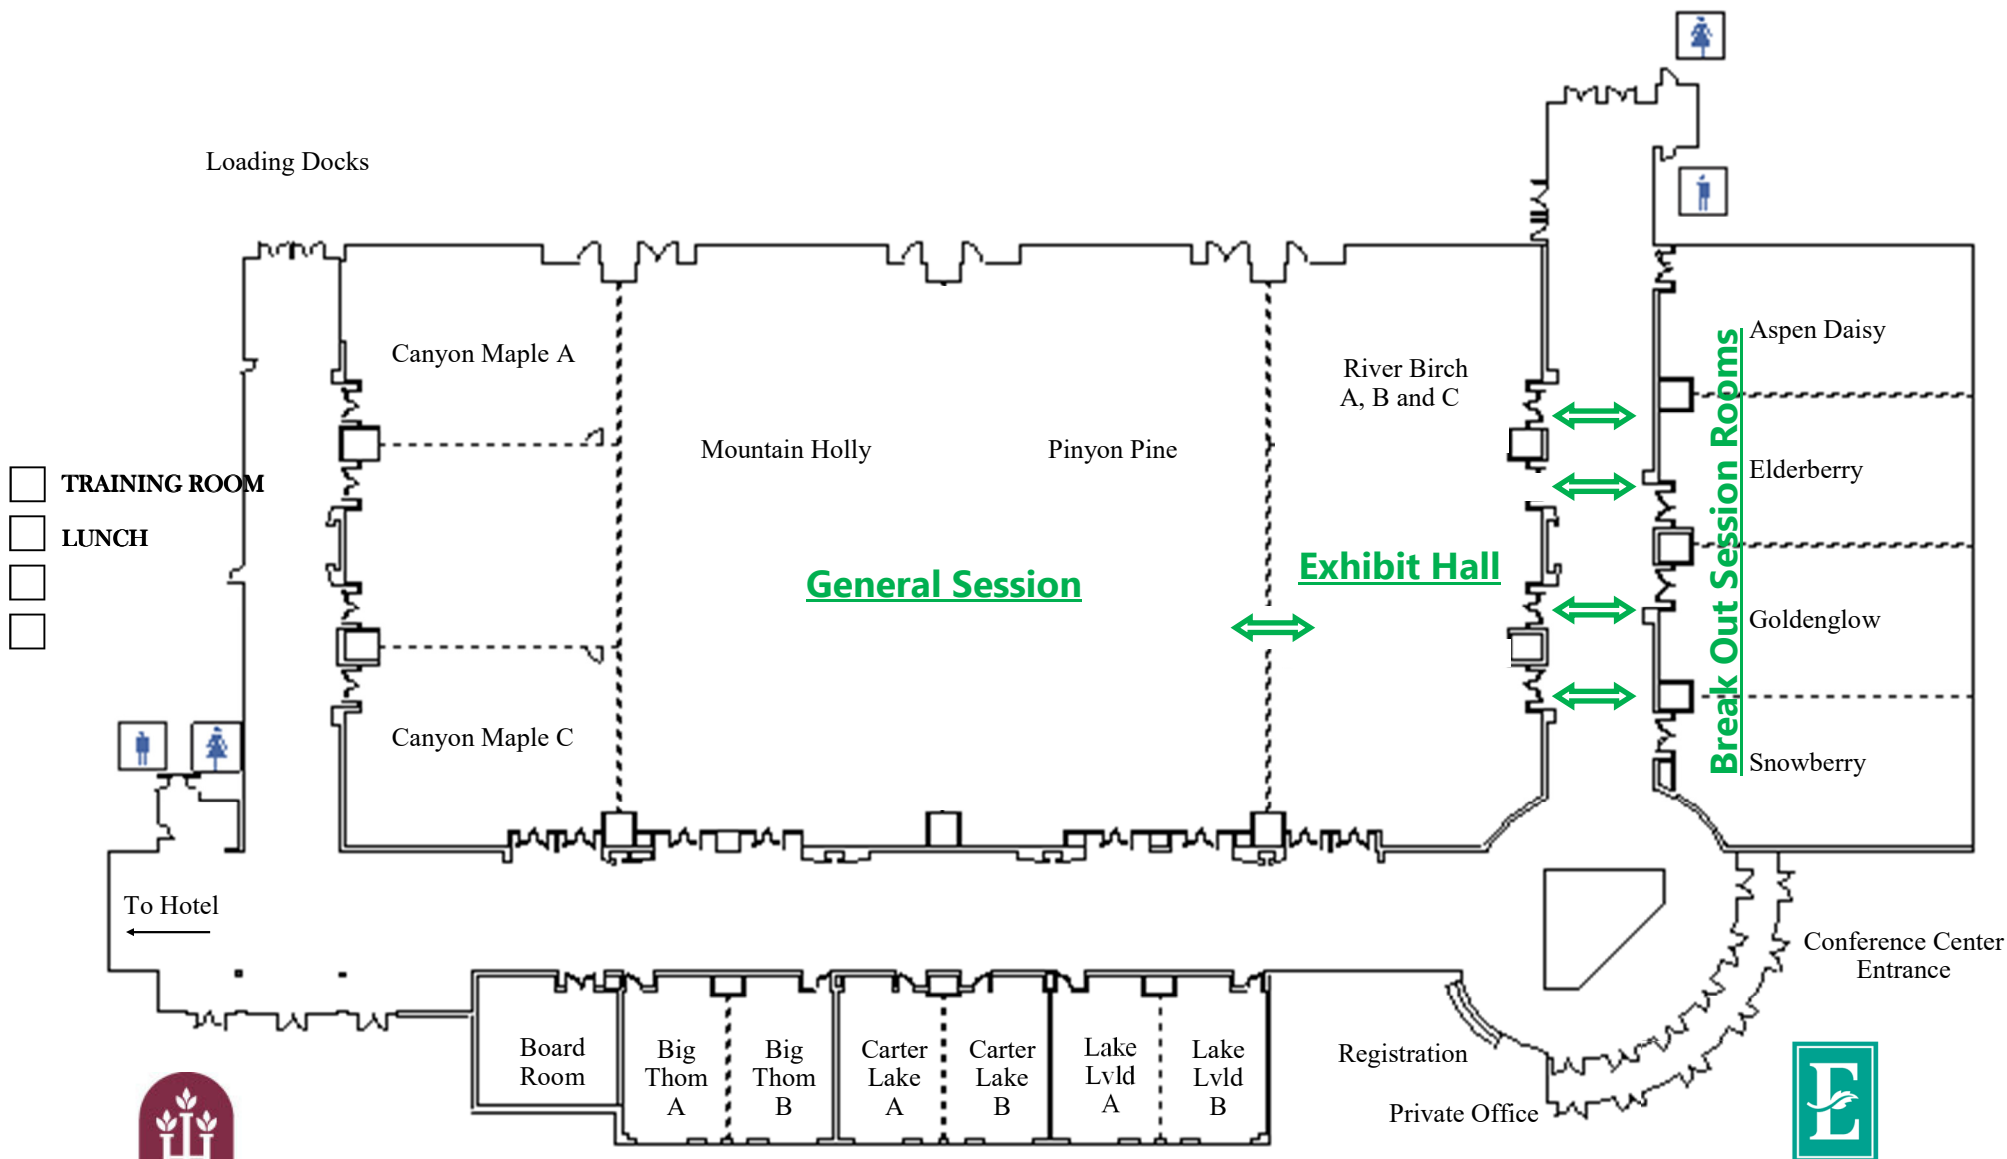 Loading Docks
Canyon Maple A
River Birch
A, B and C
Aspen Daisy
Mountain Holly
Pinyon Pine
Elderberry
TRAINING ROOM
LUNCH
General Session
Exhibit Hall
Break Out Session Rooms
Goldenglow
Canyon Maple C
Snowberry
To Hotel
Conference Center
Entrance
Board
Room
Big
Thom
A
Big
Thom
B
Carter
Lake
A
Carter
Lake
B
Lake
Lvld
A
Lake
Lvld
B
Registration
Private Office
E